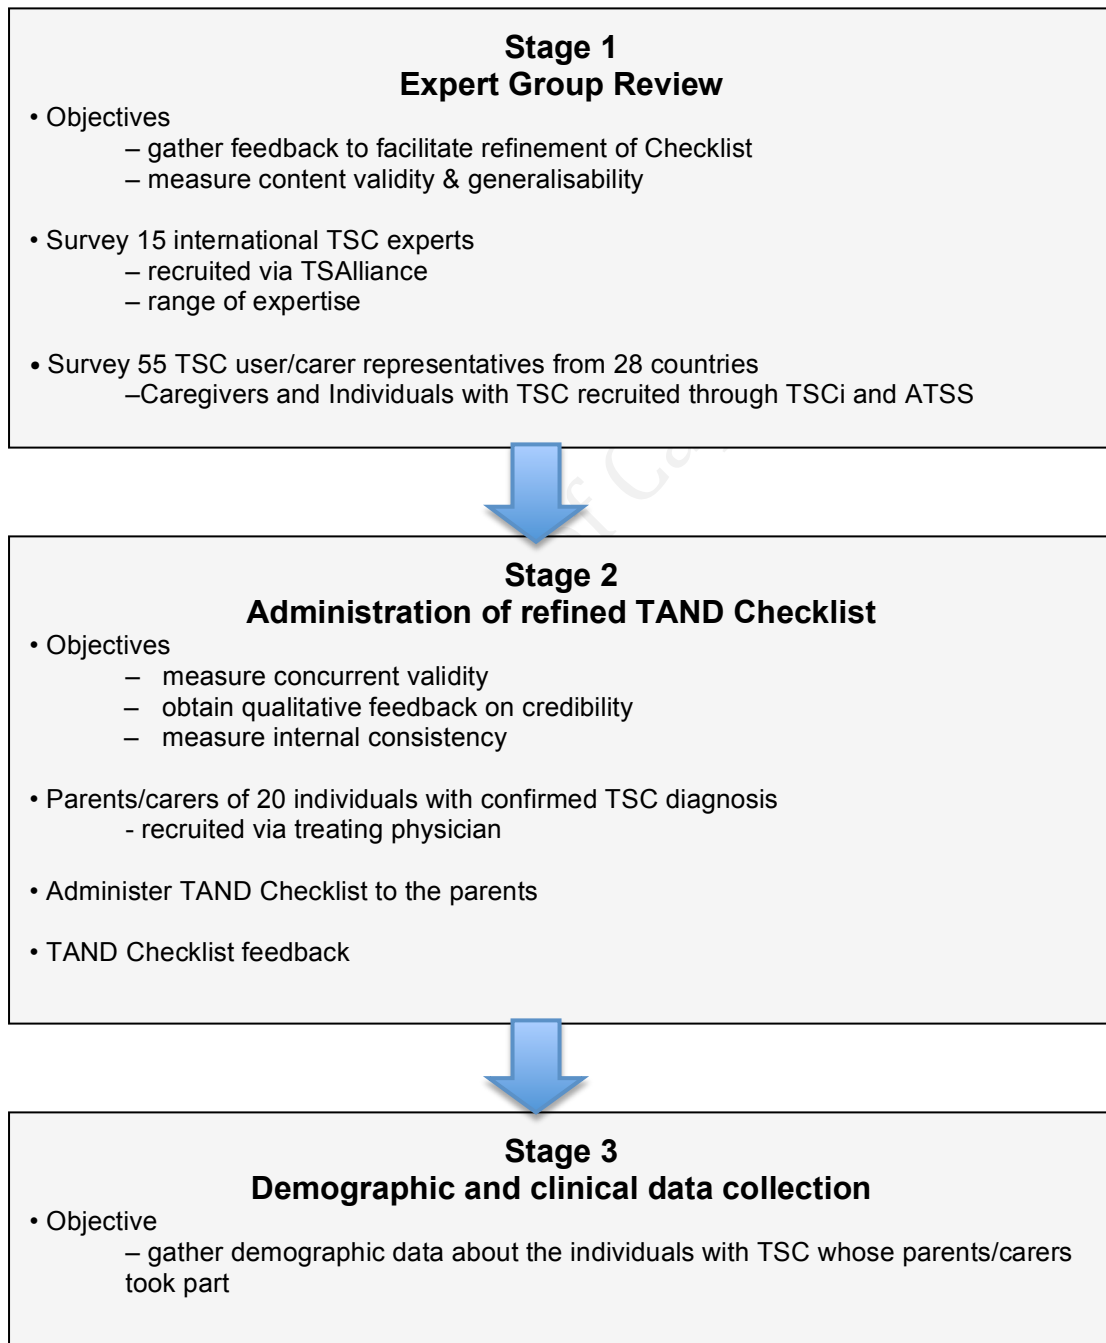 Stage 1
Expert Group Review
• Objectives
– gather feedback to facilitate refinement of Checklist
– measure content validity & generalisability
• Survey 15 international TSC experts
– recruited via TSAlliance
– range of expertise
• Survey 55 TSC user/carer representatives from 28 countries
–Caregivers and Individuals with TSC recruited through TSCi and ATSS
of Ca
Stage 2
Administration of refined TAND Checklist
• Objectives
– measure concurrent validity
– obtain qualitative feedback on credibility
– measure internal consistency
• Parents/carers of 20 individuals with confirmed TSC diagnosis
- recruited via treating physician
• Administer TAND Checklist to the parents
• TAND Checklist feedback
Stage 3
Demographic and clinical data collection
• Objective
– gather demographic data about the individuals with TSC whose parents/carers
took part